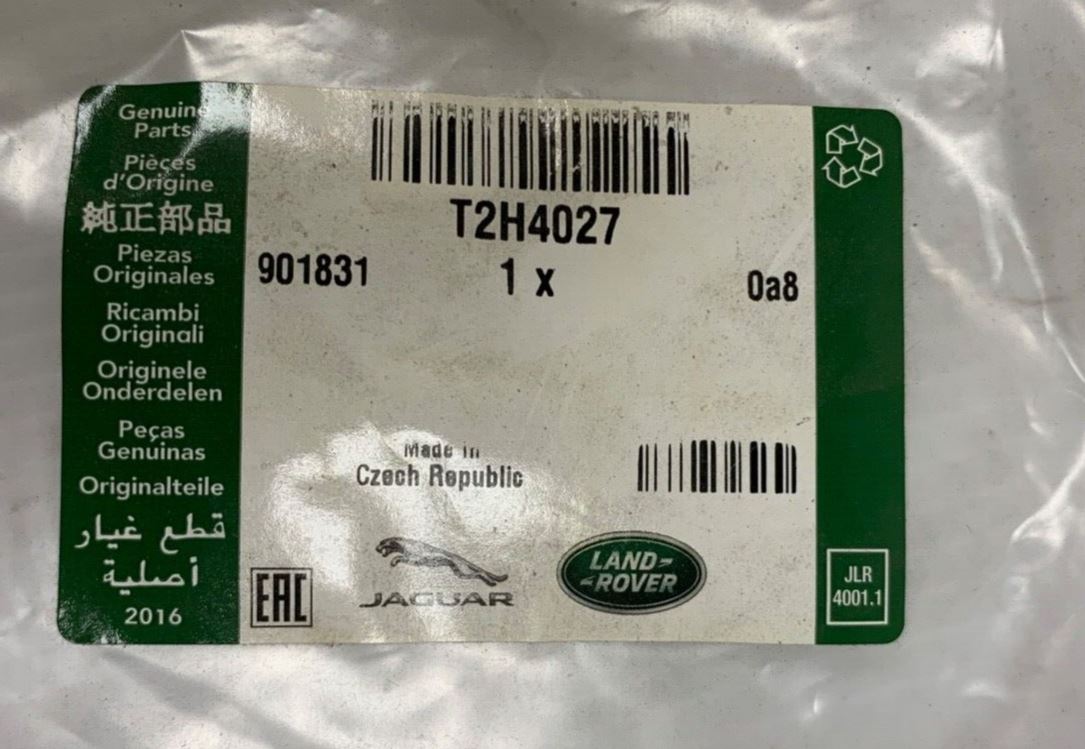 Genuine
Parts
Pièces
d'Origine
純正部品
Piezas
Originales
Ricambi
Originali
Originele
Onderdelen
Peças
Genuinas
Originalteile
قطع غيار
أصلية
2016
T2H4027
901831 1 x 0a8
Made in
Czech Republic
EAC
JAGUAR
LAND-
-ROVER
JLR
4001.1